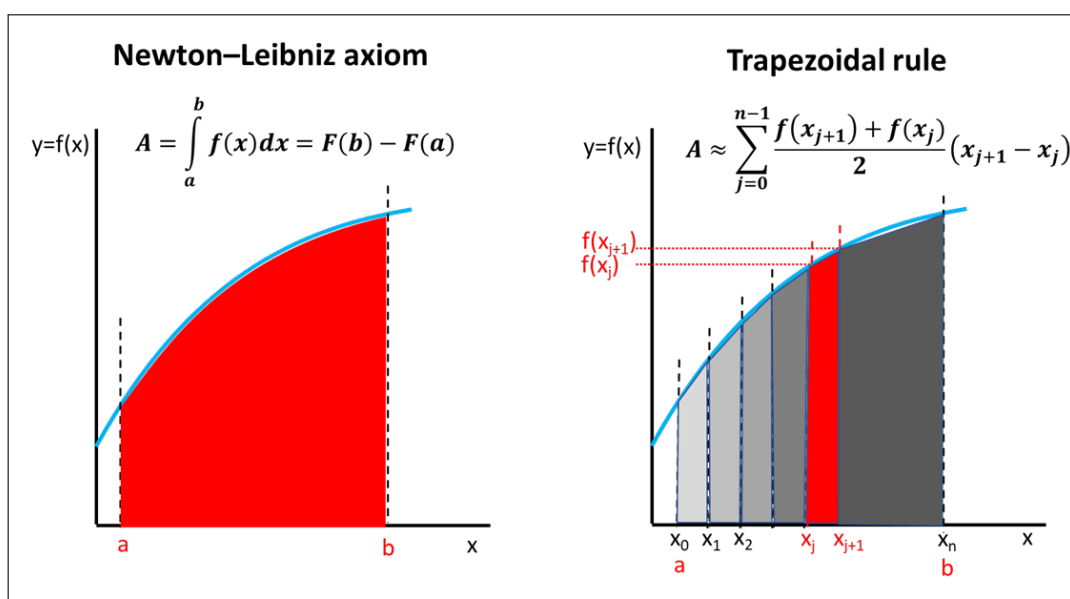 Newton–Leibniz axiom
y=f(x)
A = ∫_a^b f(x)dx = F(b) − F(a)
a
b
x
Trapezoidal rule
y=f(x)
A ≈ ∑_{j=0}^{n−1} \frac{f(x_{j+1}) + f(x_j)}{2} (x_{j+1} − x_j)
f(x_{j+1})
f(x_j)
x_0 x_1 x_2 x_j x_{j+1} x_n x
a b